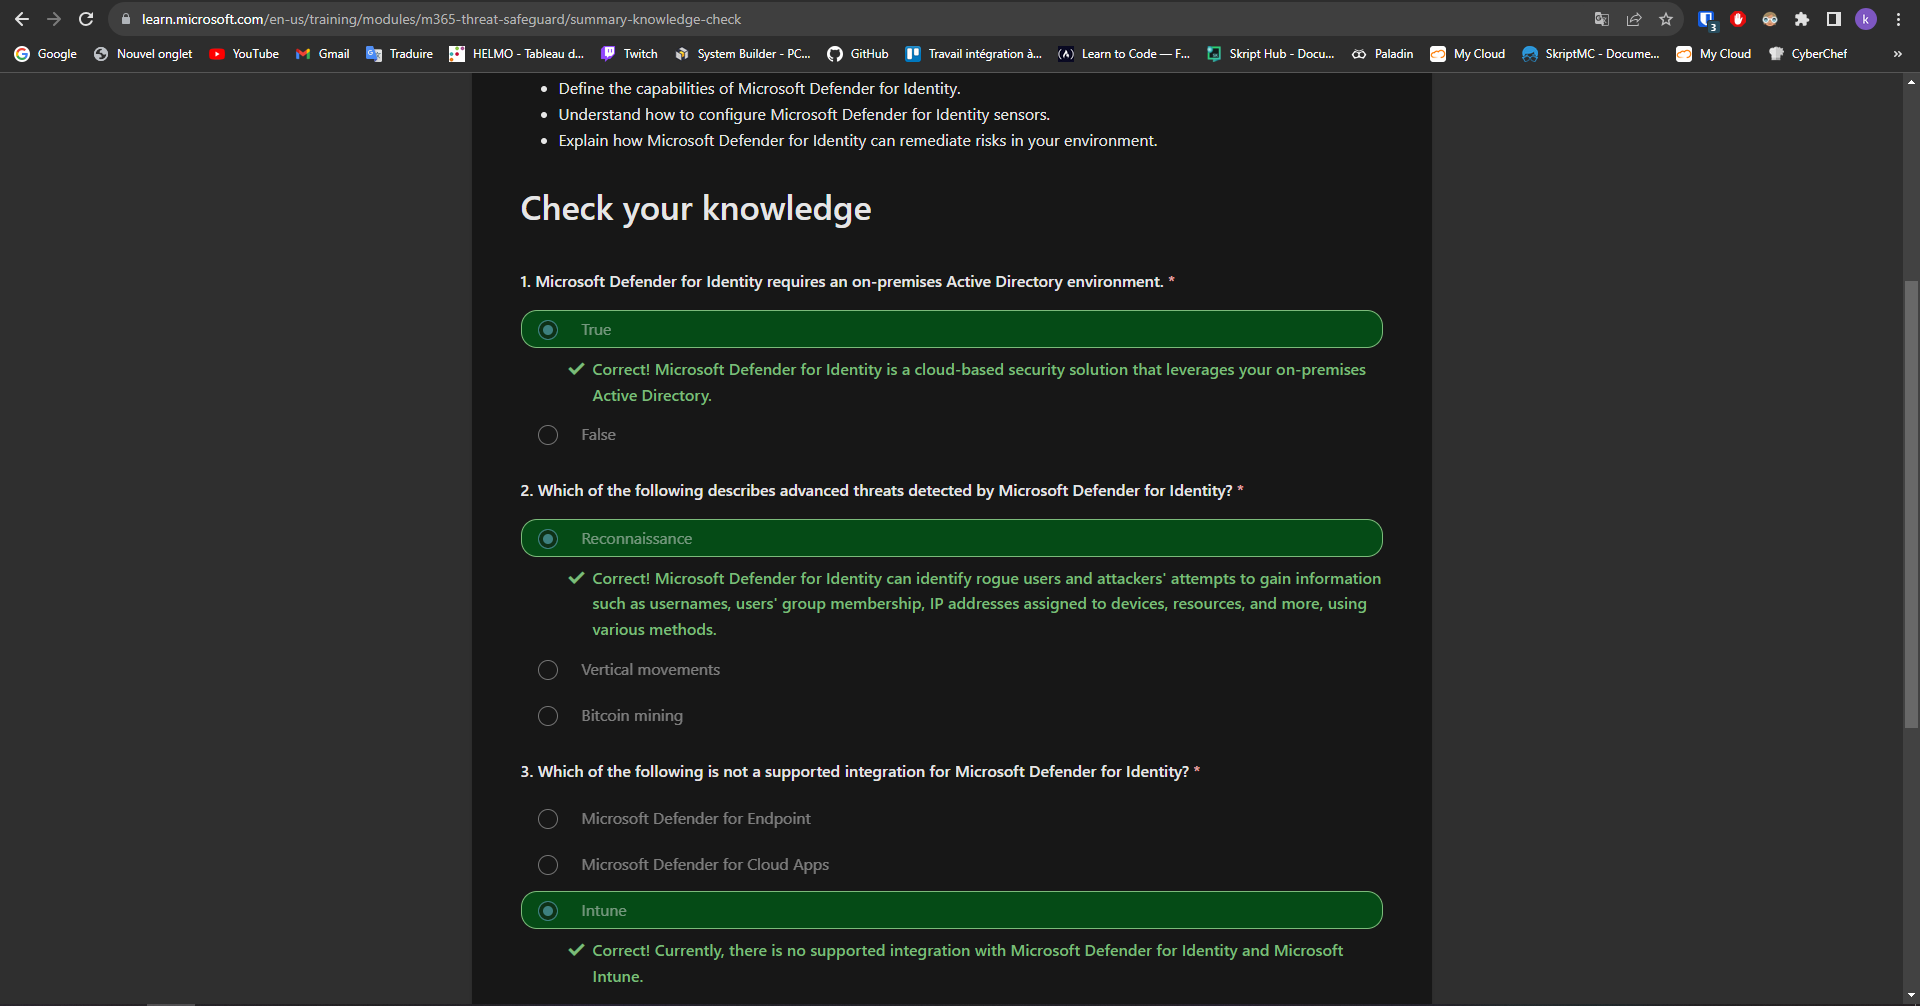 learn.microsoft.com/en-us/training/modules/m365-threat-safeguard/summary-knowledge-check
3
k
Google
Nouvel onglet
YouTube
Gmail
Traduire
HELMO - Tableau d...
Twitch
System Builder - PC...
GitHub
Travail intégration à...
Learn to Code — F...
Skript Hub - Docu...
Paladin
My Cloud
SkriptMC - Docume...
My Cloud
CyberChef
»
• Define the capabilities of Microsoft Defender for Identity.
• Understand how to configure Microsoft Defender for Identity sensors.
• Explain how Microsoft Defender for Identity can remediate risks in your environment.
Check your knowledge
1. Microsoft Defender for Identity requires an on-premises Active Directory environment. *
True
Correct! Microsoft Defender for Identity is a cloud-based security solution that leverages your on-premises
Active Directory.
False
2. Which of the following describes advanced threats detected by Microsoft Defender for Identity? *
Reconnaissance
Correct! Microsoft Defender for Identity can identify rogue users and attackers' attempts to gain information
such as usernames, users' group membership, IP addresses assigned to devices, resources, and more, using
various methods.
Vertical movements
Bitcoin mining
3. Which of the following is not a supported integration for Microsoft Defender for Identity? *
Microsoft Defender for Endpoint
Microsoft Defender for Cloud Apps
Intune
Correct! Currently, there is no supported integration with Microsoft Defender for Identity and Microsoft
Intune.